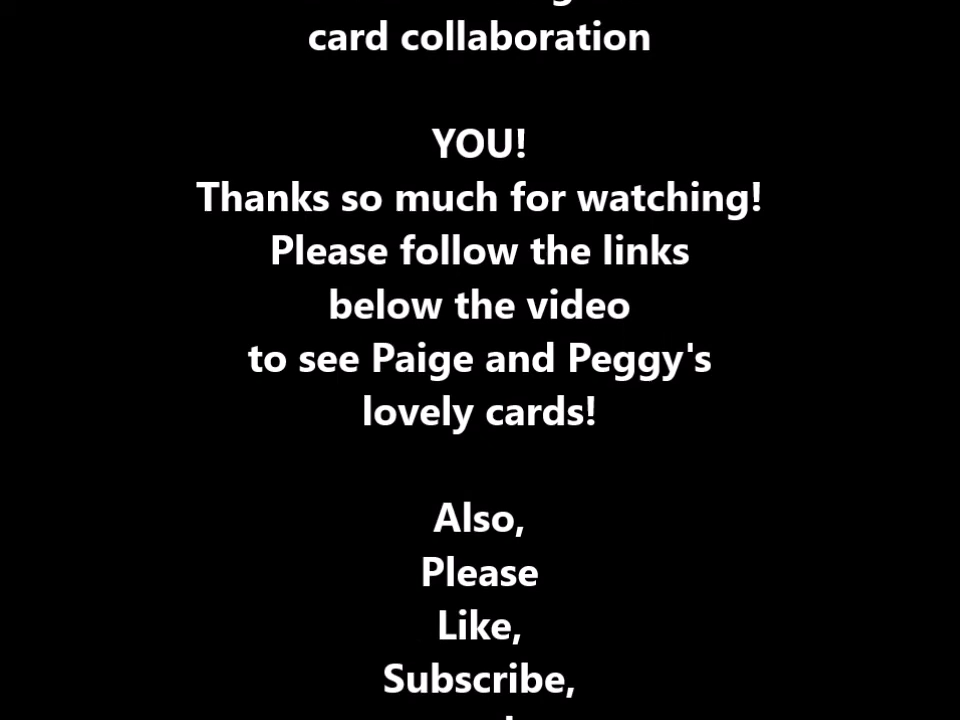 card collaboration
YOU!
Thanks so much for watching!
Please follow the links
below the video
to see Paige and Peggy's
lovely cards!
Also,
Please
Like,
Subscribe,